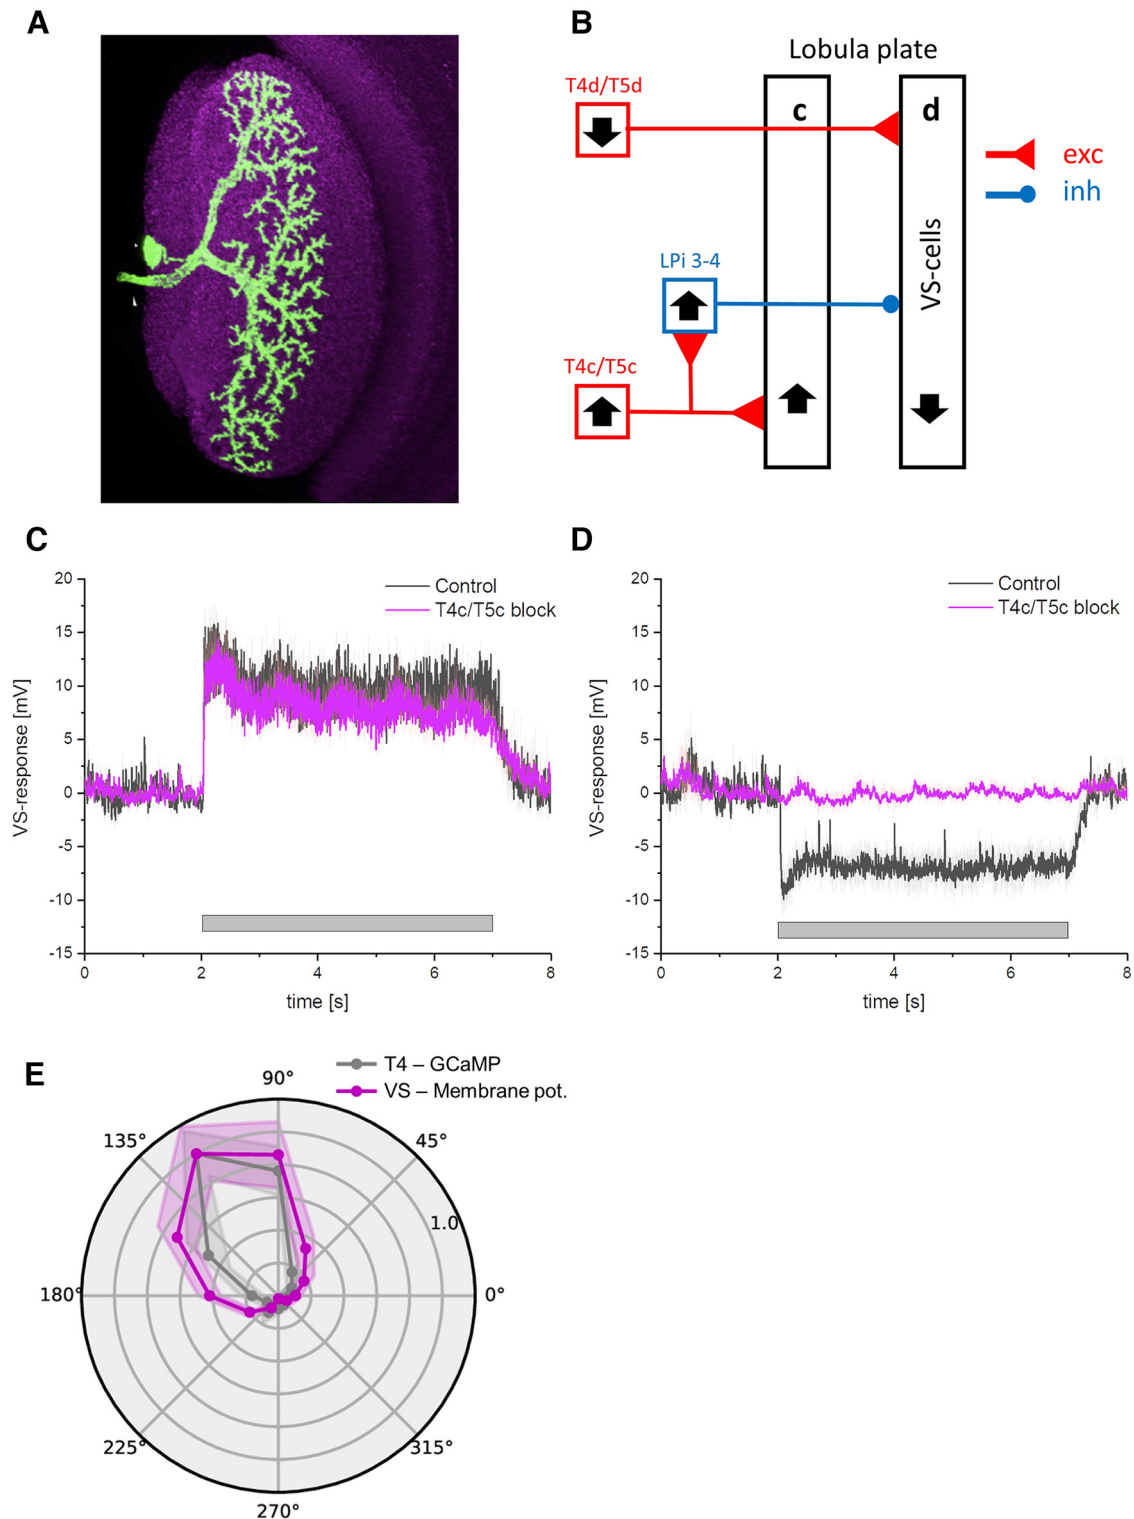 A
B
Lobula plate
T4d/T5d
c
d
exc
inh
LPi 3-4
VS-cells
T4c/T5c
C
D
20
15
10
5
0
-5
-10
-15
VS-response [mV]
Control
T4c/T5c block
0
2
4
6
8
time [s]
20
15
10
5
0
-5
-10
-15
VS-response [mV]
Control
T4c/T5c block
0
2
4
6
8
time [s]
E
T4 – GCaMP
VS – Membrane pot.
90°
135°
45°
1.0
180°
0°
225°
315°
270°